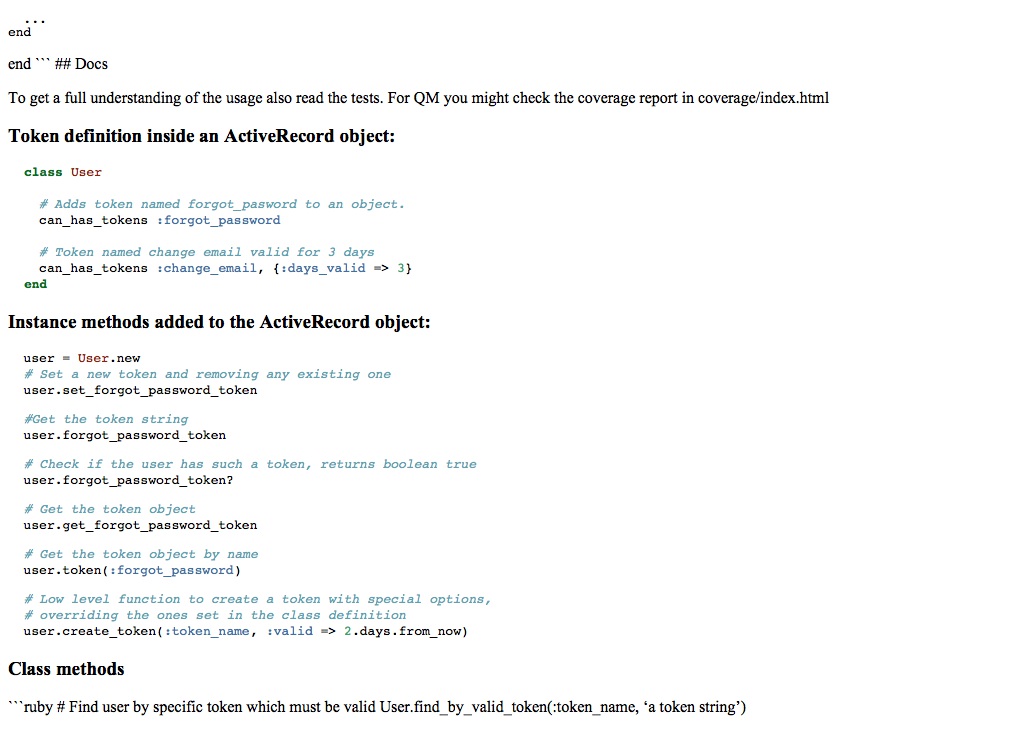 ...
end
end ``` ## Docs
To get a full understanding of the usage also read the tests. For QM you might check the coverage report in coverage/index.html
Token definition inside an ActiveRecord object:
class User
# Adds token named forgot_pasword to an object.
can_has_tokens :forgot_password
# Token named change email valid for 3 days
can_has_tokens :change_email, {:days_valid => 3}
end
Instance methods added to the ActiveRecord object:
user = User.new
# Set a new token and removing any existing one
user.set_forgot_password_token
#Get the token string
user.forgot_password_token
# Check if the user has such a token, returns boolean true
user.forgot_password_token?
# Get the token object
user.get_forgot_password_token
# Get the token object by name
user.token(:forgot_password)
# Low level function to create a token with special options,
# overriding the ones set in the class definition
user.create_token(:token_name, :valid => 2.days.from_now)
Class methods
```ruby # Find user by specific token which must be valid User.find_by_valid_token(:token_name, ‘a token string’)